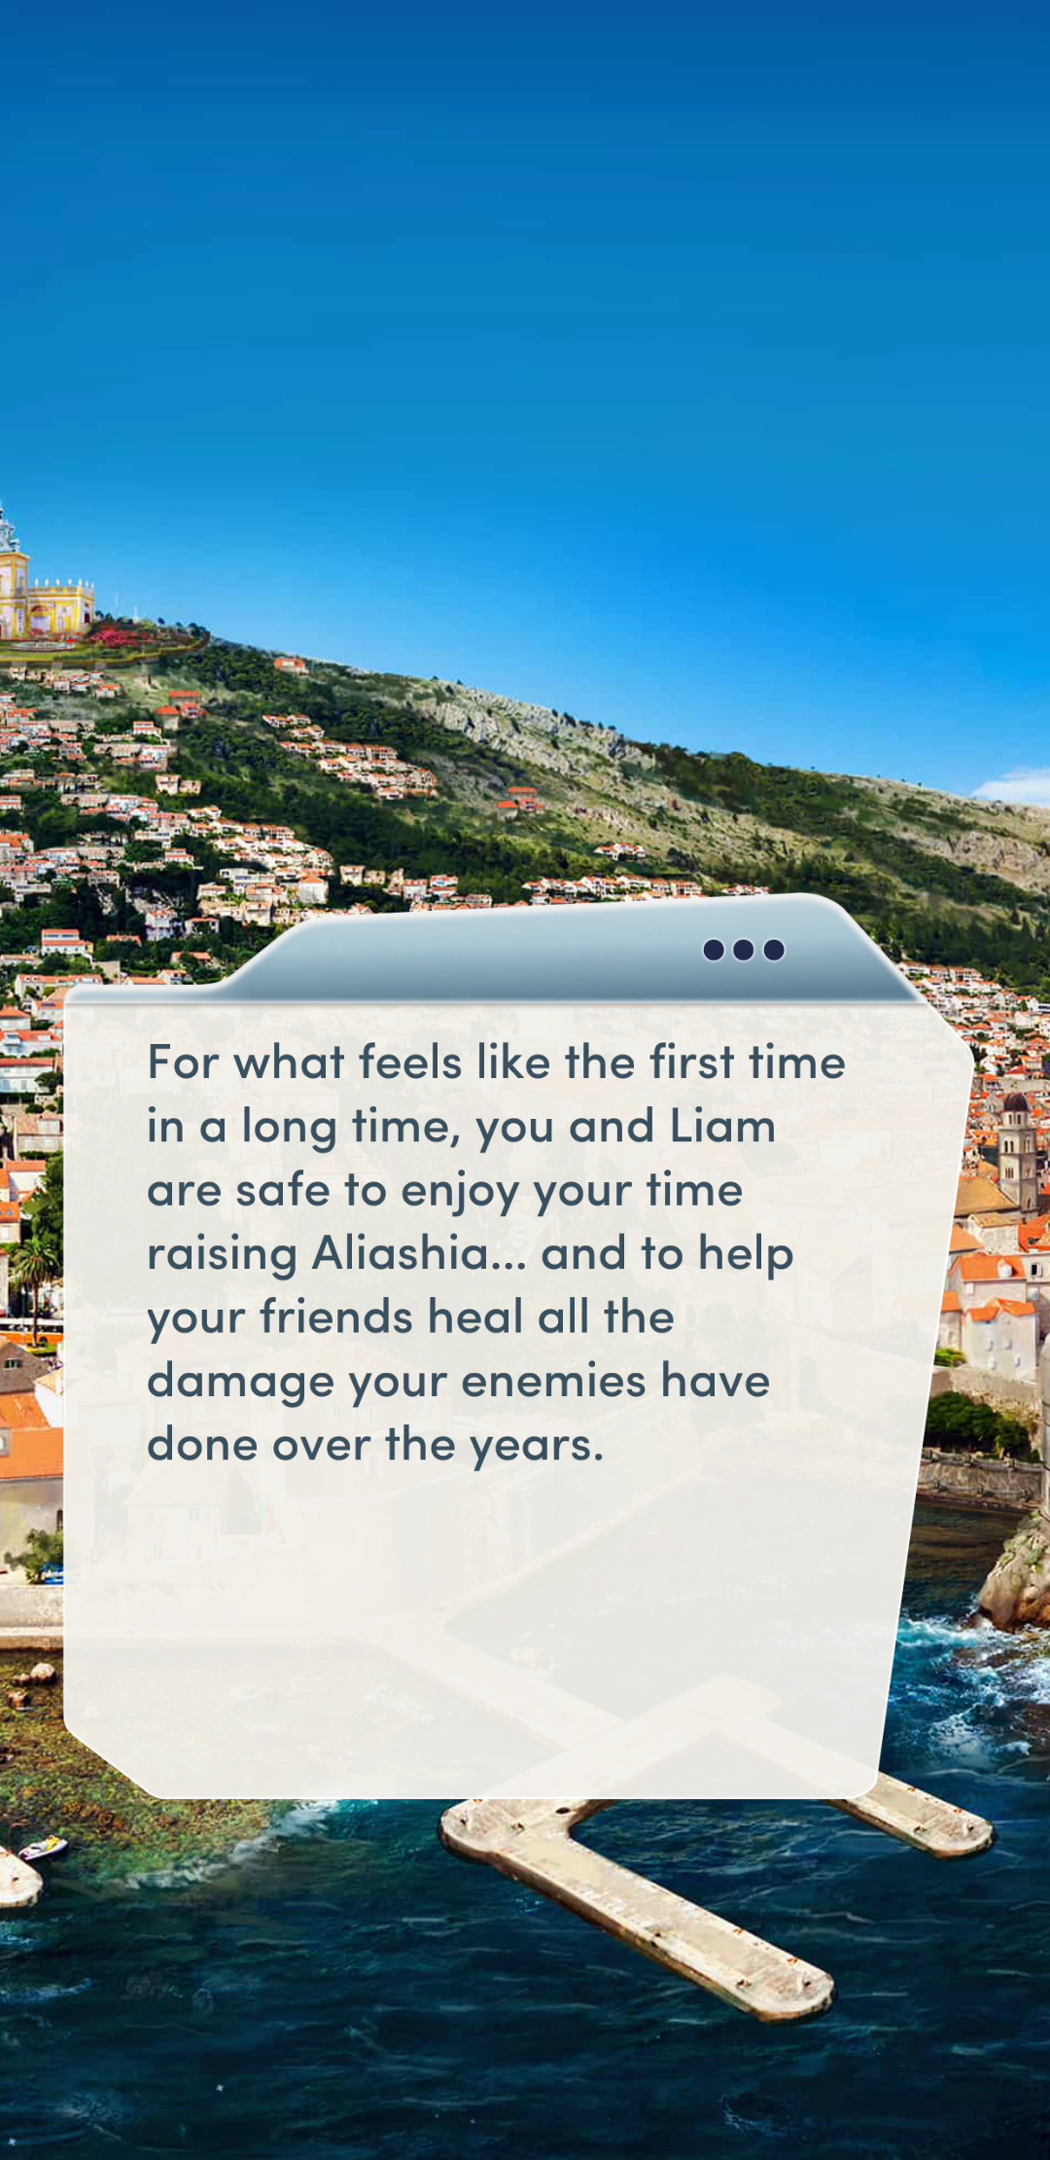 For what feels like the first time
in a long time, you and Liam
are safe to enjoy your time
raising Aliashia... and to help
your friends heal all the
damage your enemies have
done over the years.